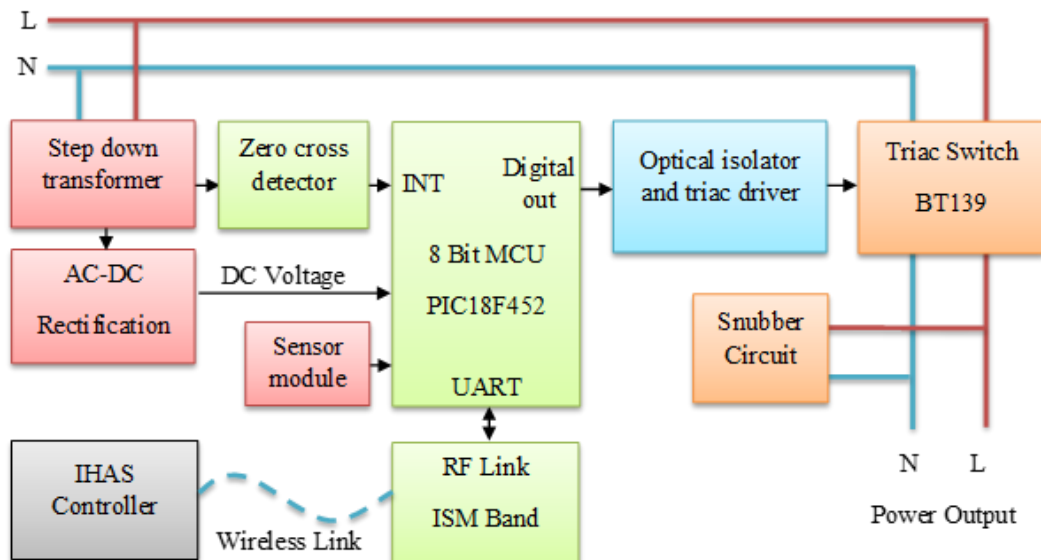 L
N
Step down
transformer
Zero cross
detector
INT
Digital
out
8 Bit MCU
PIC18F452
UART
Optical isolator
and triac driver
Triac Switch
BT139
AC-DC
Rectification
DC Voltage
Sensor
module
Snubber
Circuit
IHAS
Controller
Wireless Link
RF Link
ISM Band
N L
Power Output